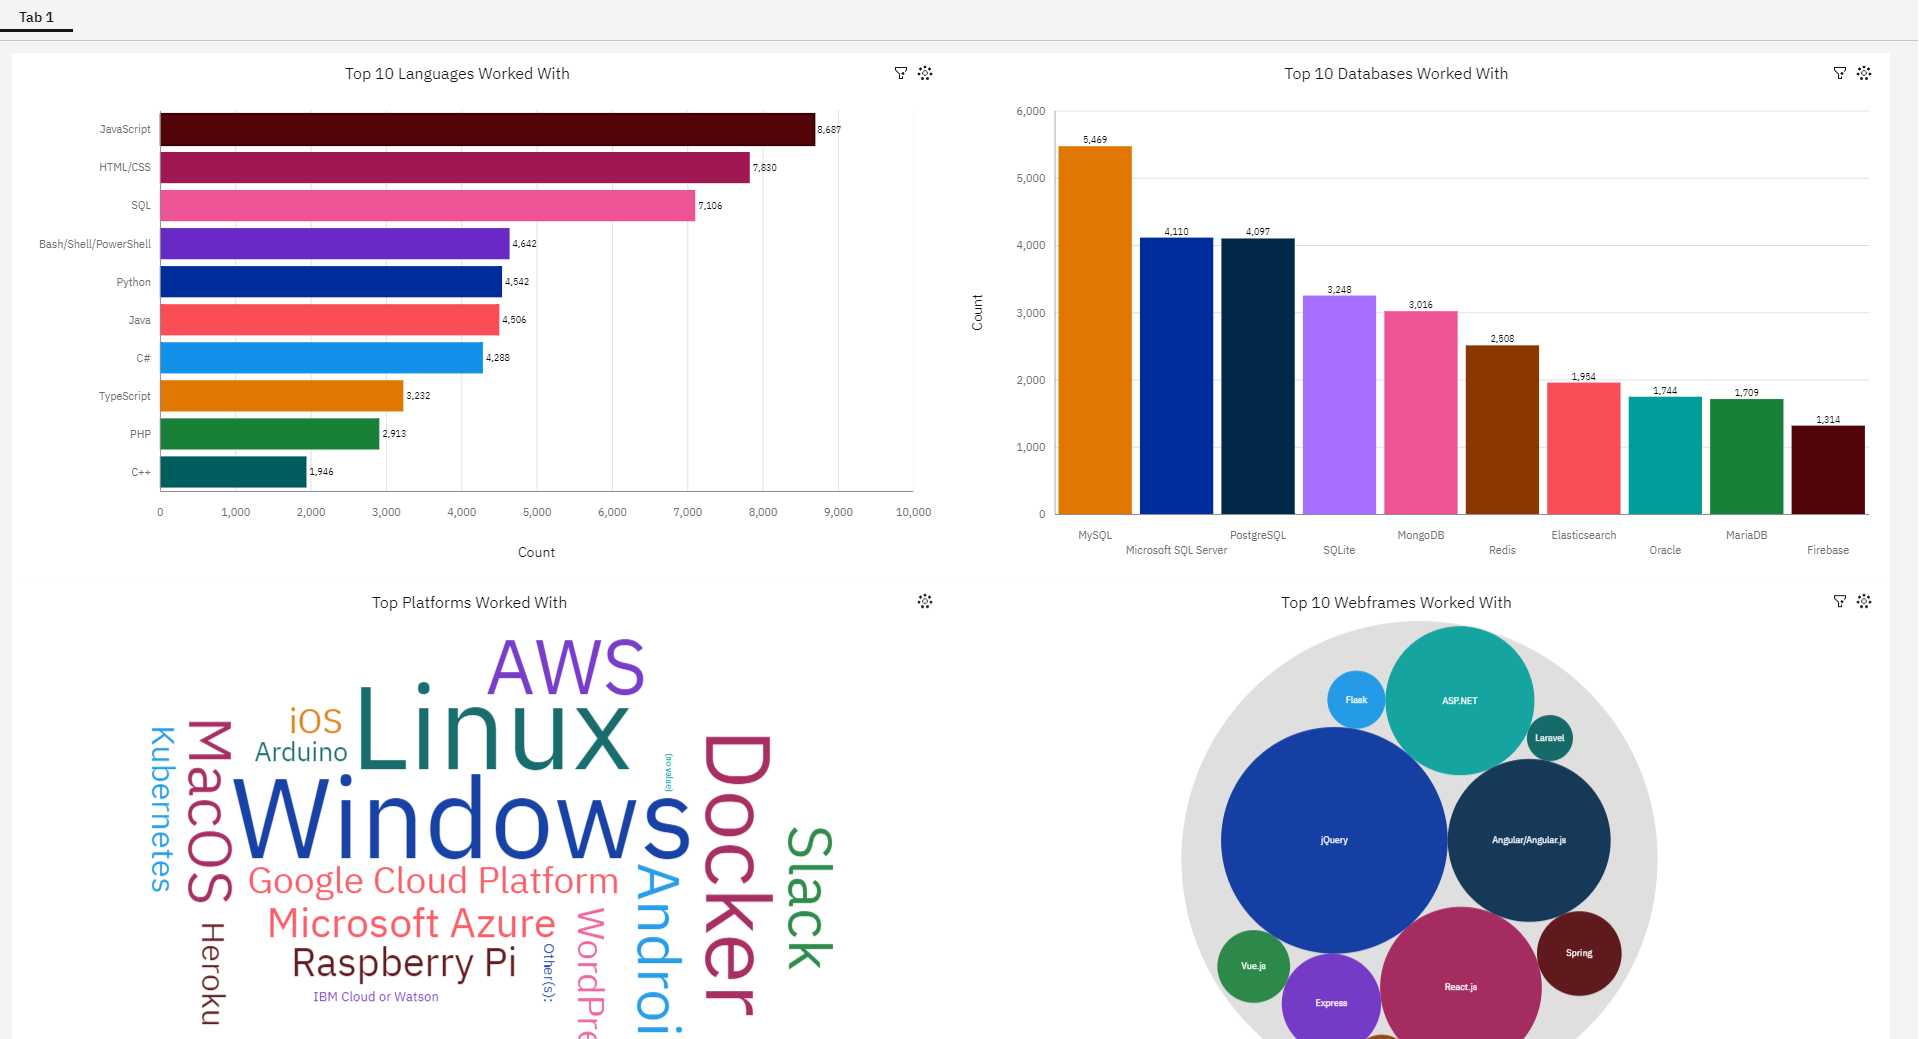 Tab 1
Top 10 Languages Worked With
JavaScript
8,687
HTML/CSS
7,830
SQL
7,106
Bash/Shell/PowerShell
4,642
Python
4,542
Java
4,506
C#
4,288
TypeScript
3,232
PHP
2,913
C++
1,946
0 1,000 2,000 3,000 4,000 5,000 6,000 7,000 8,000 9,000 10,000
Count
Top 10 Databases Worked With
6,000
5,000
4,000
3,000
2,000
1,000
0
Count
5,469
4,110
4,097
3,248
3,016
2,508
1,954
1,744
1,709
1,314
MySQL
Microsoft SQL Server
PostgreSQL
SQLite
MongoDB
Redis
Elasticsearch
Oracle
MariaDB
Firebase
Top Platforms Worked With
AWS
Linux
iOS
Arduino
Kubernetes
MacOS
Windows
(no value)
Docker
Slack
Google Cloud Platform
Microsoft Azure
Raspberry Pi
IBM Cloud or Watson
Heroku
Other(s):
WordPre
Androi
Top 10 Webframes Worked With
Flask
ASP.NET
Laravel
jQuery
Angular/Angular.js
Vue.js
Express
React.js
Spring